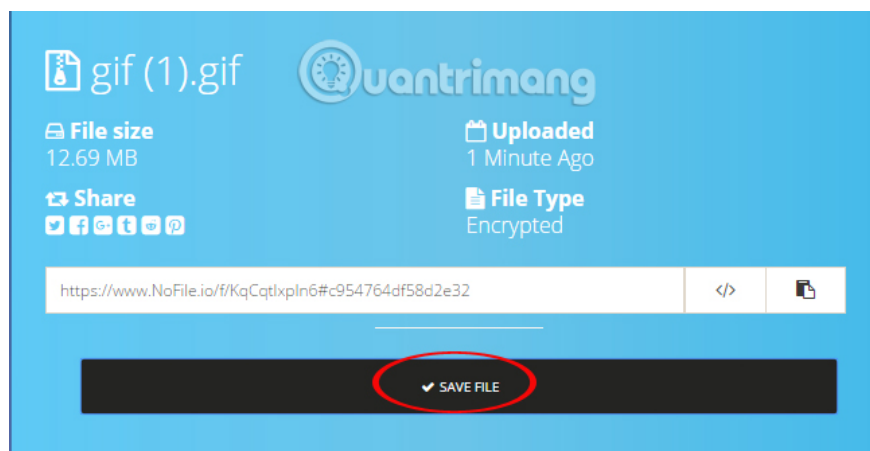 gif (1).gif
Quantrimang
File size
12.69 MB
Uploaded
1 Minute Ago
Share
File Type
Encrypted
https://www.NoFile.io/f/KqCqtlxpln6#c954764df58d2e32
</>
SAVE FILE